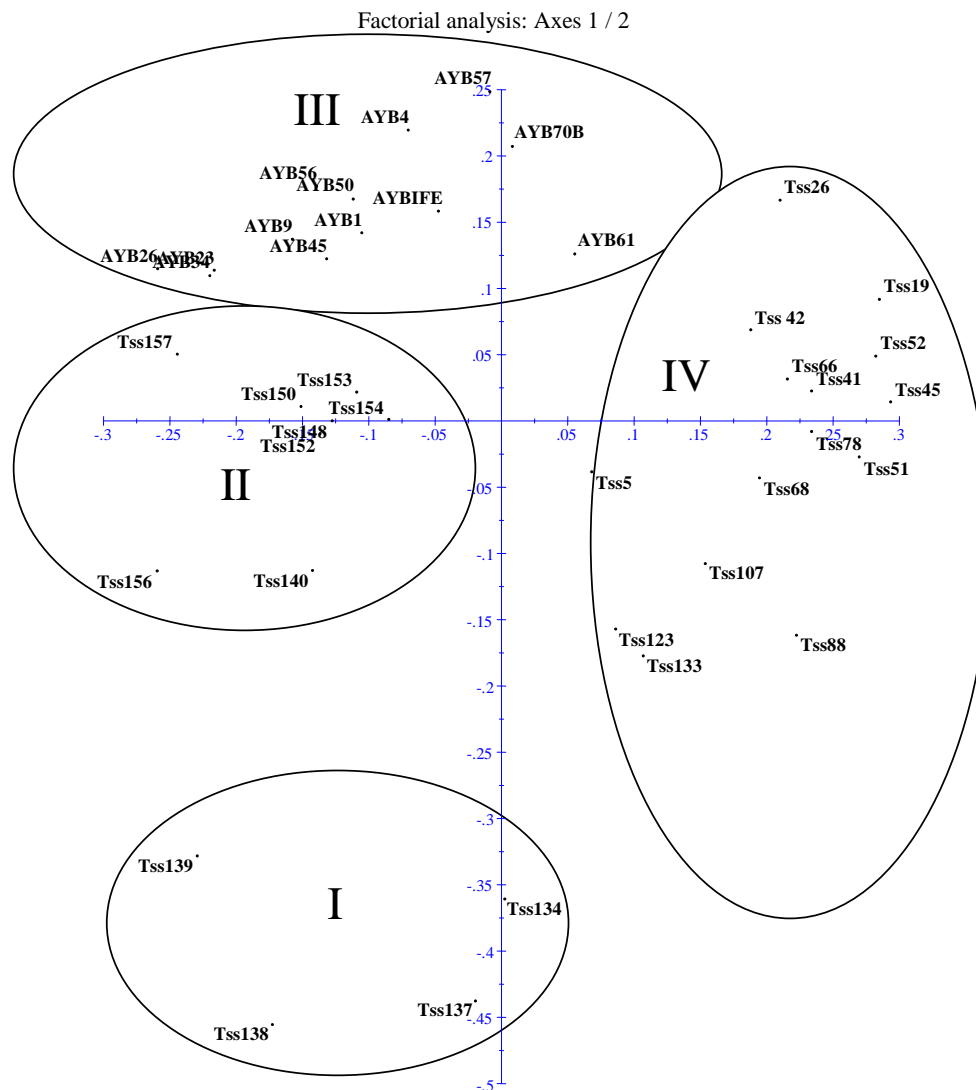 Factorial analysis: Axes 1 / 2
AYB57
.25
III
AYB4
AYB70B
.2
AYB56
Tss26
AYB50
AYBIFE
.15
AYB9
AYB1
AYB45
AYB61
AYB26
AYB23
AYB34
.1
Tss19
Tss 42
Tss157
.05
Tss52
IV
Tss66
Tss153
Tss41
Tss150
Tss154
Tss45
-.3
-.25
-.2
-.15
-.1
-.05
.05
.1
.15
.2
.25
.3
Tss148
Tss152
Tss78
Tss51
II
-.05
Tss5
Tss68
-.1
Tss107
Tss156
Tss140
-.15
Tss123
Tss88
Tss133
-.2
-.25
-.3
Tss139
-.35
I
Tss134
-.4
Tss137
-.45
Tss138
-.5